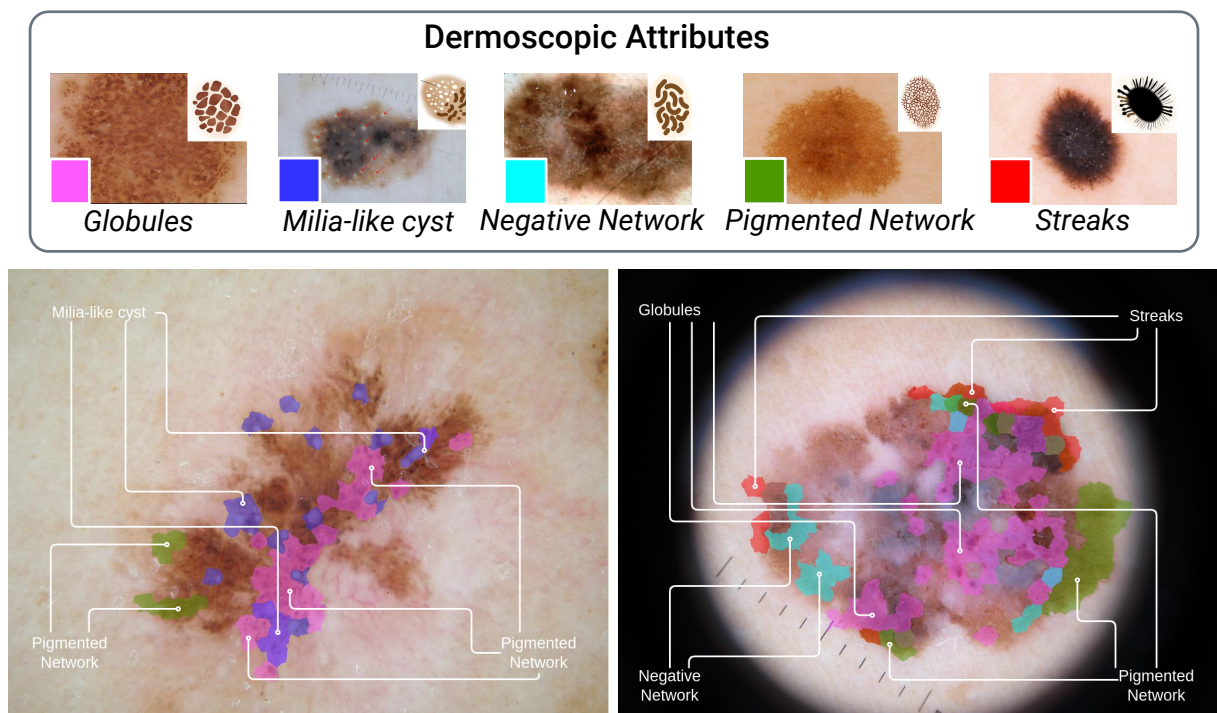 Dermoscopic Attributes
Globules
Milia-like cyst
Negative Network
Pigmented Network
Streaks
Milia-like cyst
Pigmented
Network
Pigmented
Network
Globules
Streaks
Negative
Network
Pigmented
Network